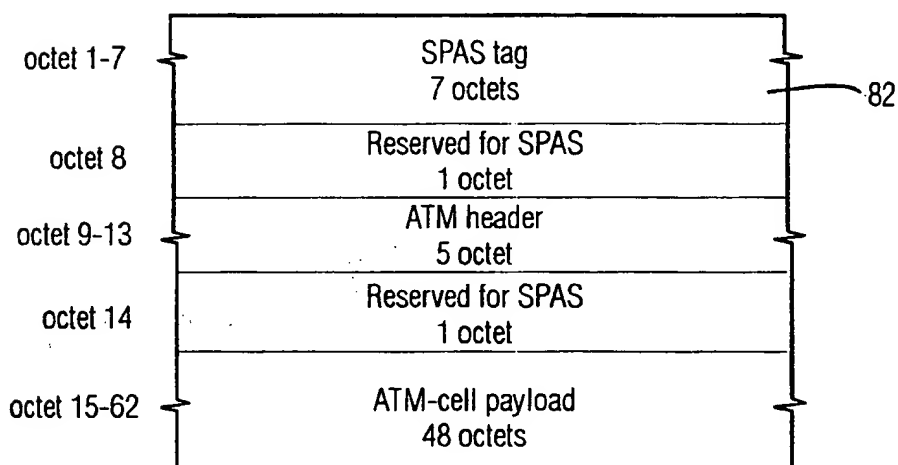 octet 1-7
SPAS tag
7 octets
82
octet 8
Reserved for SPAS
1 octet
octet 9-13
ATM header
5 octet
octet 14
Reserved for SPAS
1 octet
octet 15-62
ATM-cell payload
48 octets